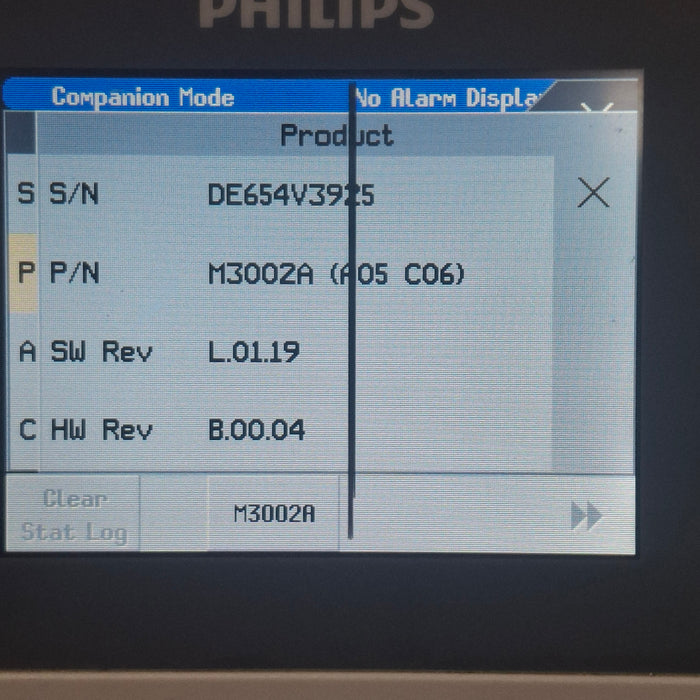 PHILIPS
Companion Mode No Alarm Displa
Product
S S/N DE654V3925
P P/N M3002A (A05 C06)
A SW Rev L.01.19
C HW Rev B.00.04
Clear
Stat Log
M3002A